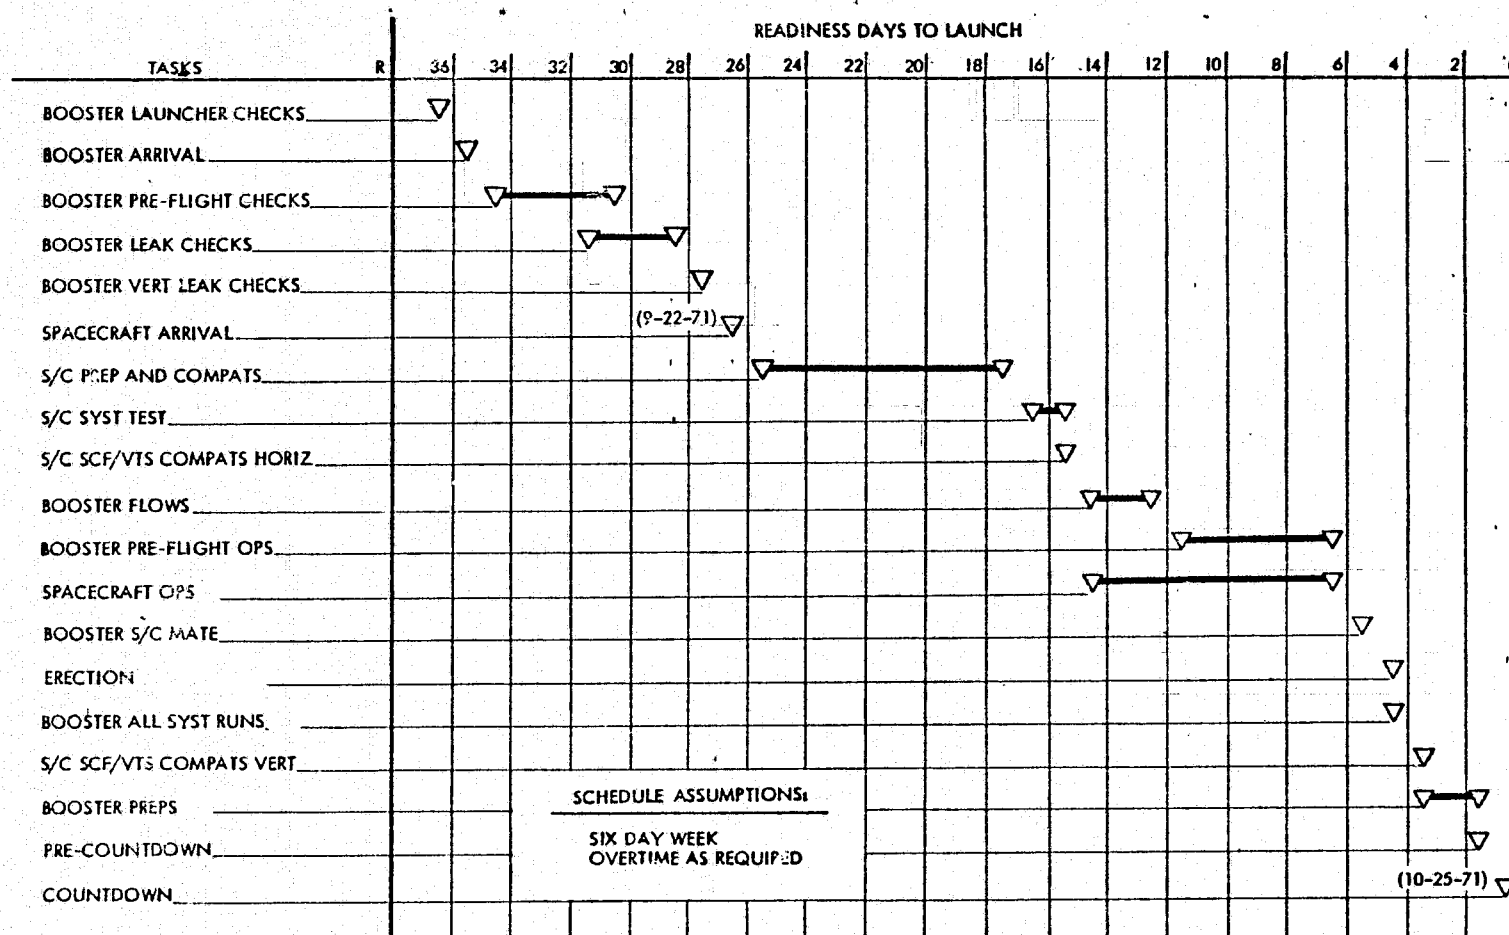 READINESS DAYS TO LAUNCH
TASKS R 36 34 32 30 28 26 24 22 20 18 16 14 12 10 8 6 4 2
BOOSTER LAUNCHER CHECKS
BOOSTER ARRIVAL
BOOSTER PRE-FLIGHT CHECKS
BOOSTER LEAK CHECKS
BOOSTER VERT LEAK CHECKS
SPACECRAFT ARRIVAL (9-22-71)
S/C PREP AND COMPATS
S/C SYST TEST
S/C SCF/VTS COMPATS HORIZ
BOOSTER FLOWS
BOOSTER PRE-FLIGHT OPS
SPACECRAFT OPS
BOOSTER S/C MATE
ERECTION
BOOSTER ALL SYST RUNS
S/C SCF/VTS COMPATS VERT
BOOSTER PREPS
PRE-COUNTDOWN
COUNTDOWN (10-25-71)
SCHEDULE ASSUMPTIONS:
SIX DAY WEEK
OVERTIME AS REQUIRED